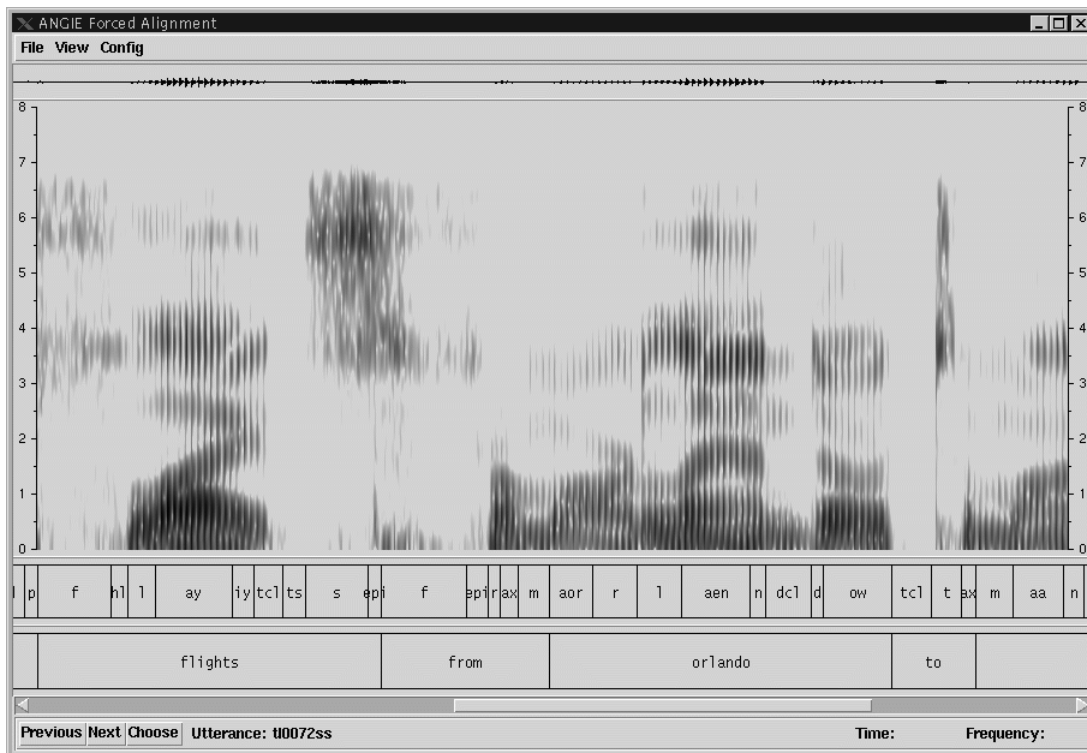 ANGIE Forced Alignment
File View Config
8 8
7 7
6 6
5 5
4 4
3 3
2 2
1 1
0 0
p f hl l ay iy tcl ts s epi f epi r ax m aor r l aen n dcl d ow tcl t ax m aa n
flights from orlando to
Previous Next Choose Utterance: tl0072ss Time: Frequency: